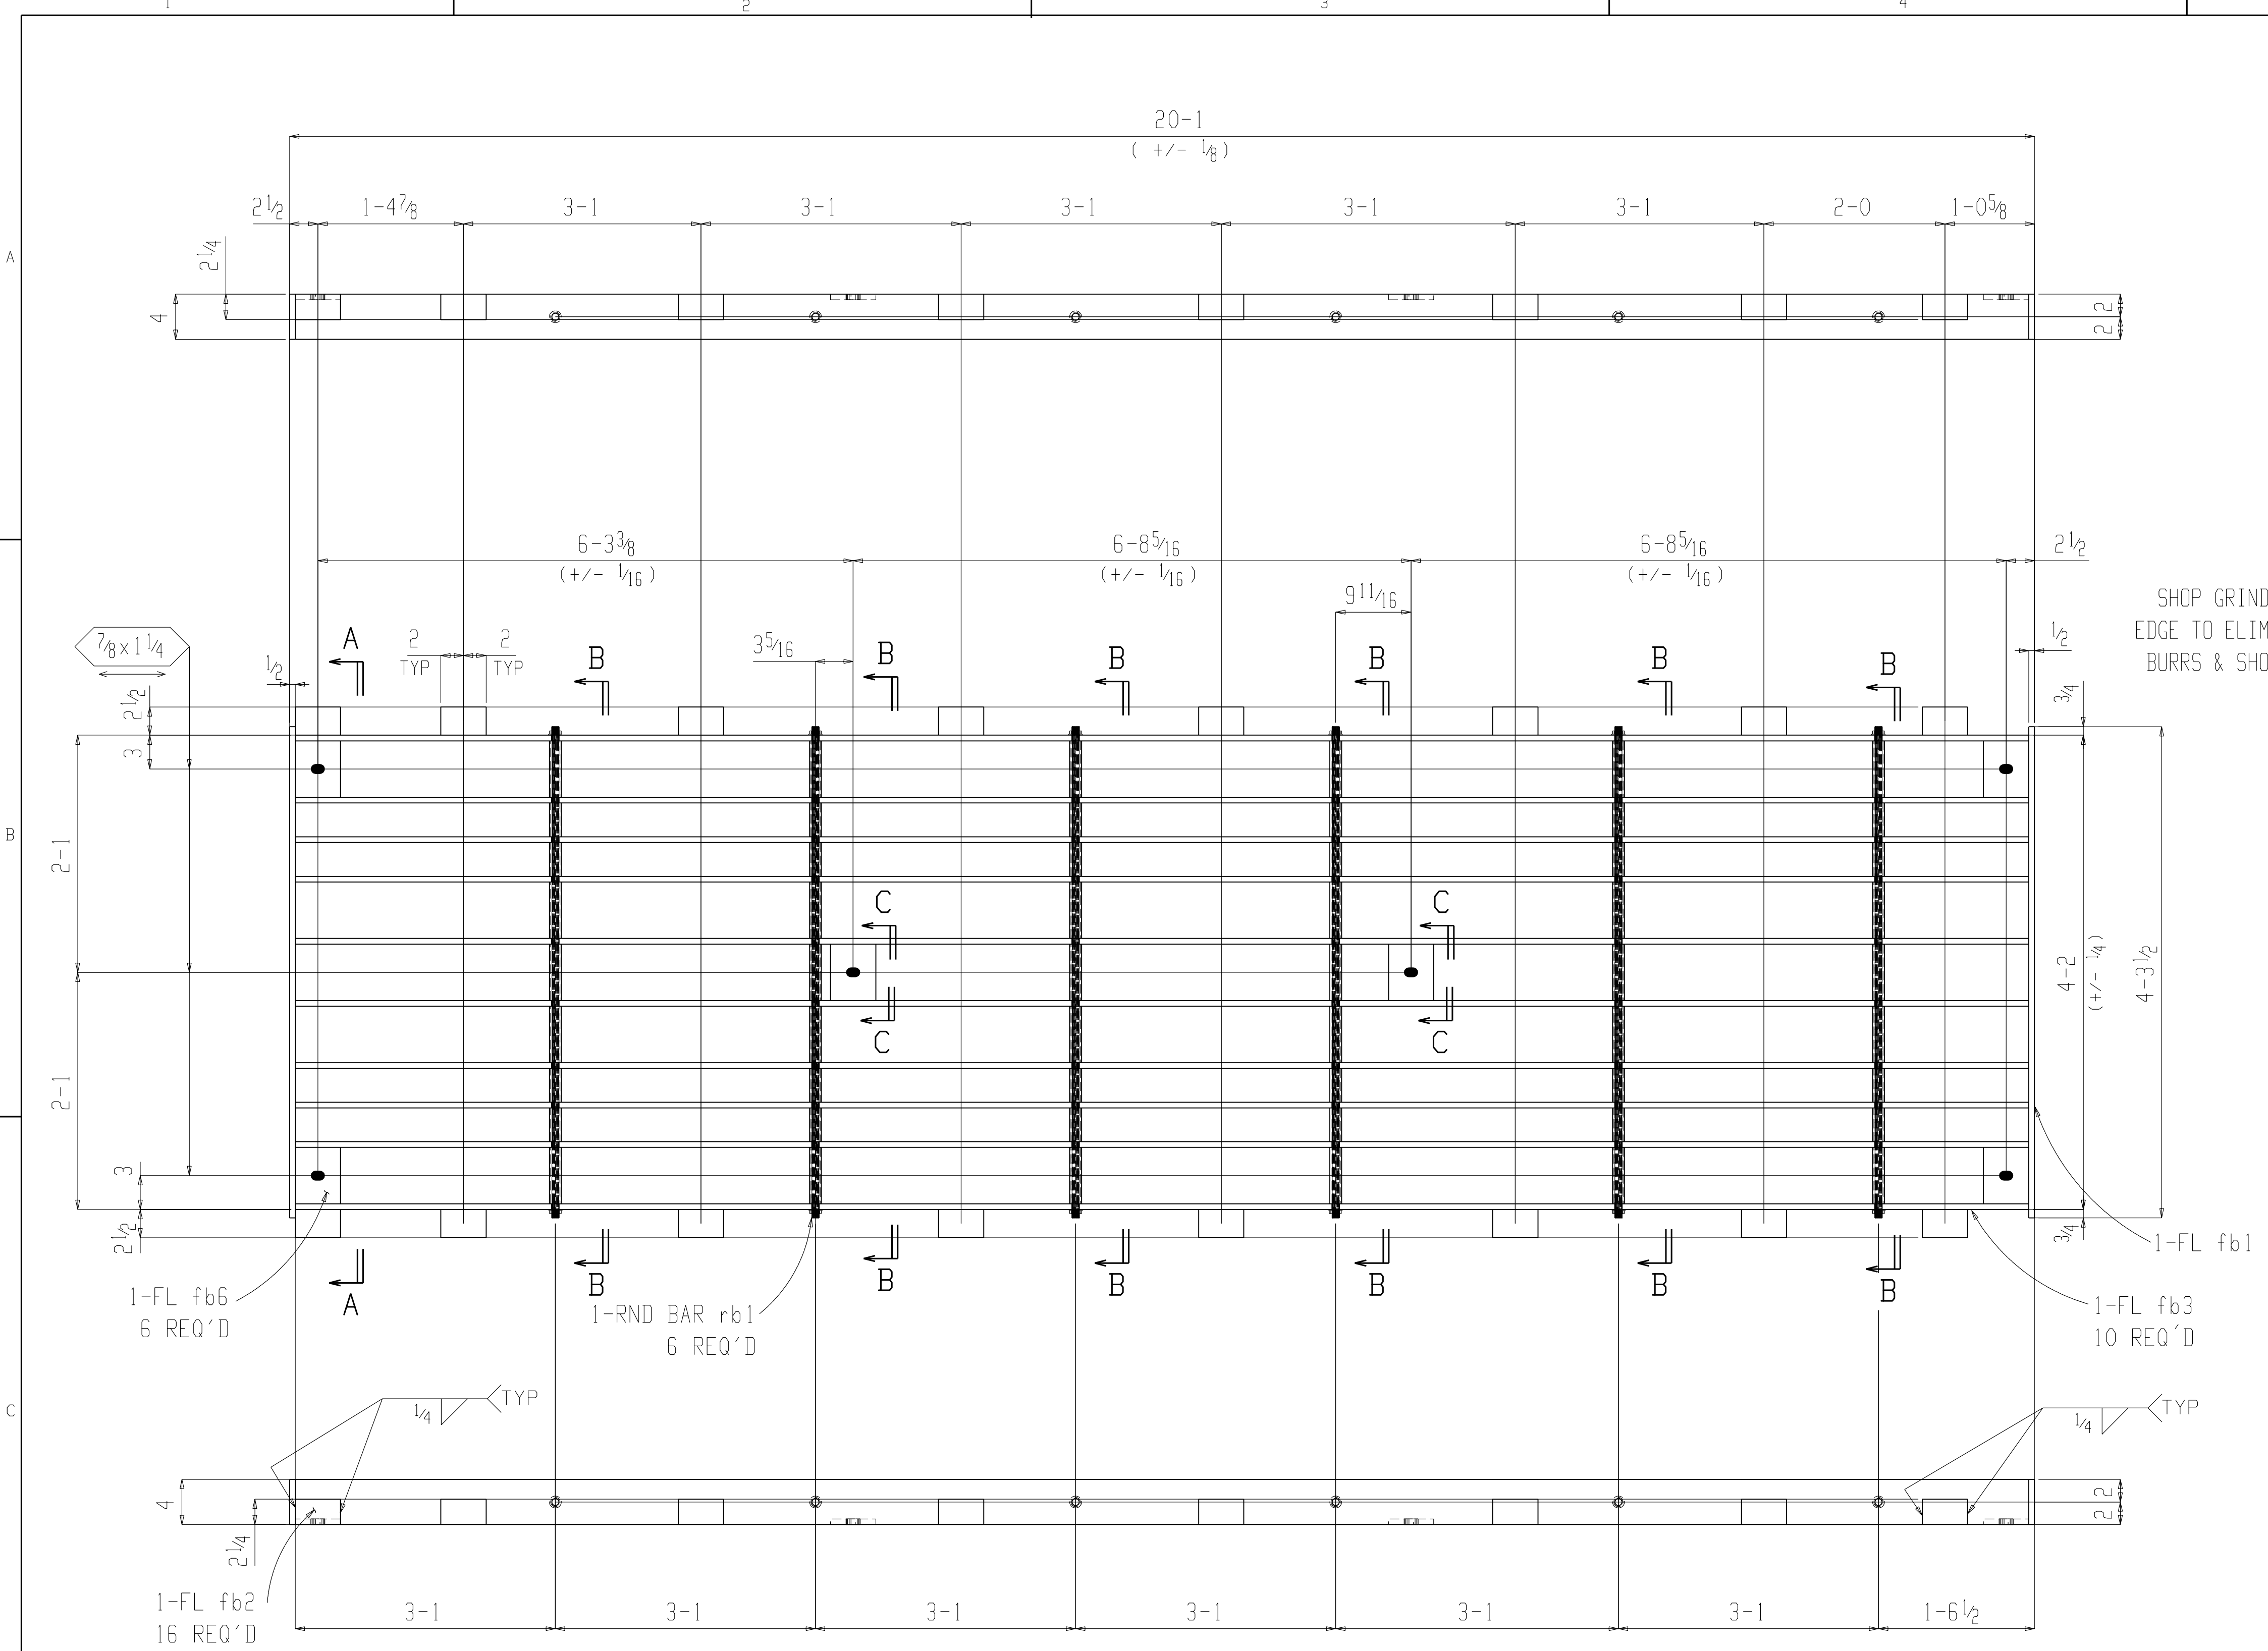 1 2 3 4
20-1
( +/- 1/8)
2 1/2 1-4 7/8 3-1 3-1 3-1 3-1 3-1 2-0 1-0 5/8
A
2 1/4
4
2
2
6-3 3/8 6-8 5/16 6-8 5/16 2 1/2
(+/- 1/16 ) (+/- 1/16) (+/- 1/16 )
9 11/16
SHOP GRIND
EDGE TO ELIM
BURRS & SHO
7/8 x 1 1/4
A
2 2
TYP TYP
3 5/16
B B B B B B
1/2
1/2
3/4
2 1/2
3
B
2-1
C C
4-2
(+/- 1/4)
4-3 1/2
C C
2-1
3
2 1/2
3/4
1-FL fb1
A
B B B B B B
1-FL fb6
6 REQ'D
1-RND BAR rb1
6 REQ'D
1-FL fb3
10 REQ'D
C
1/4 TYP
1/4 TYP
4
2 1/4
2
2
1-FL fb2
16 REQ'D
3-1 3-1 3-1 3-1 3-1 3-1 1-6 1/2